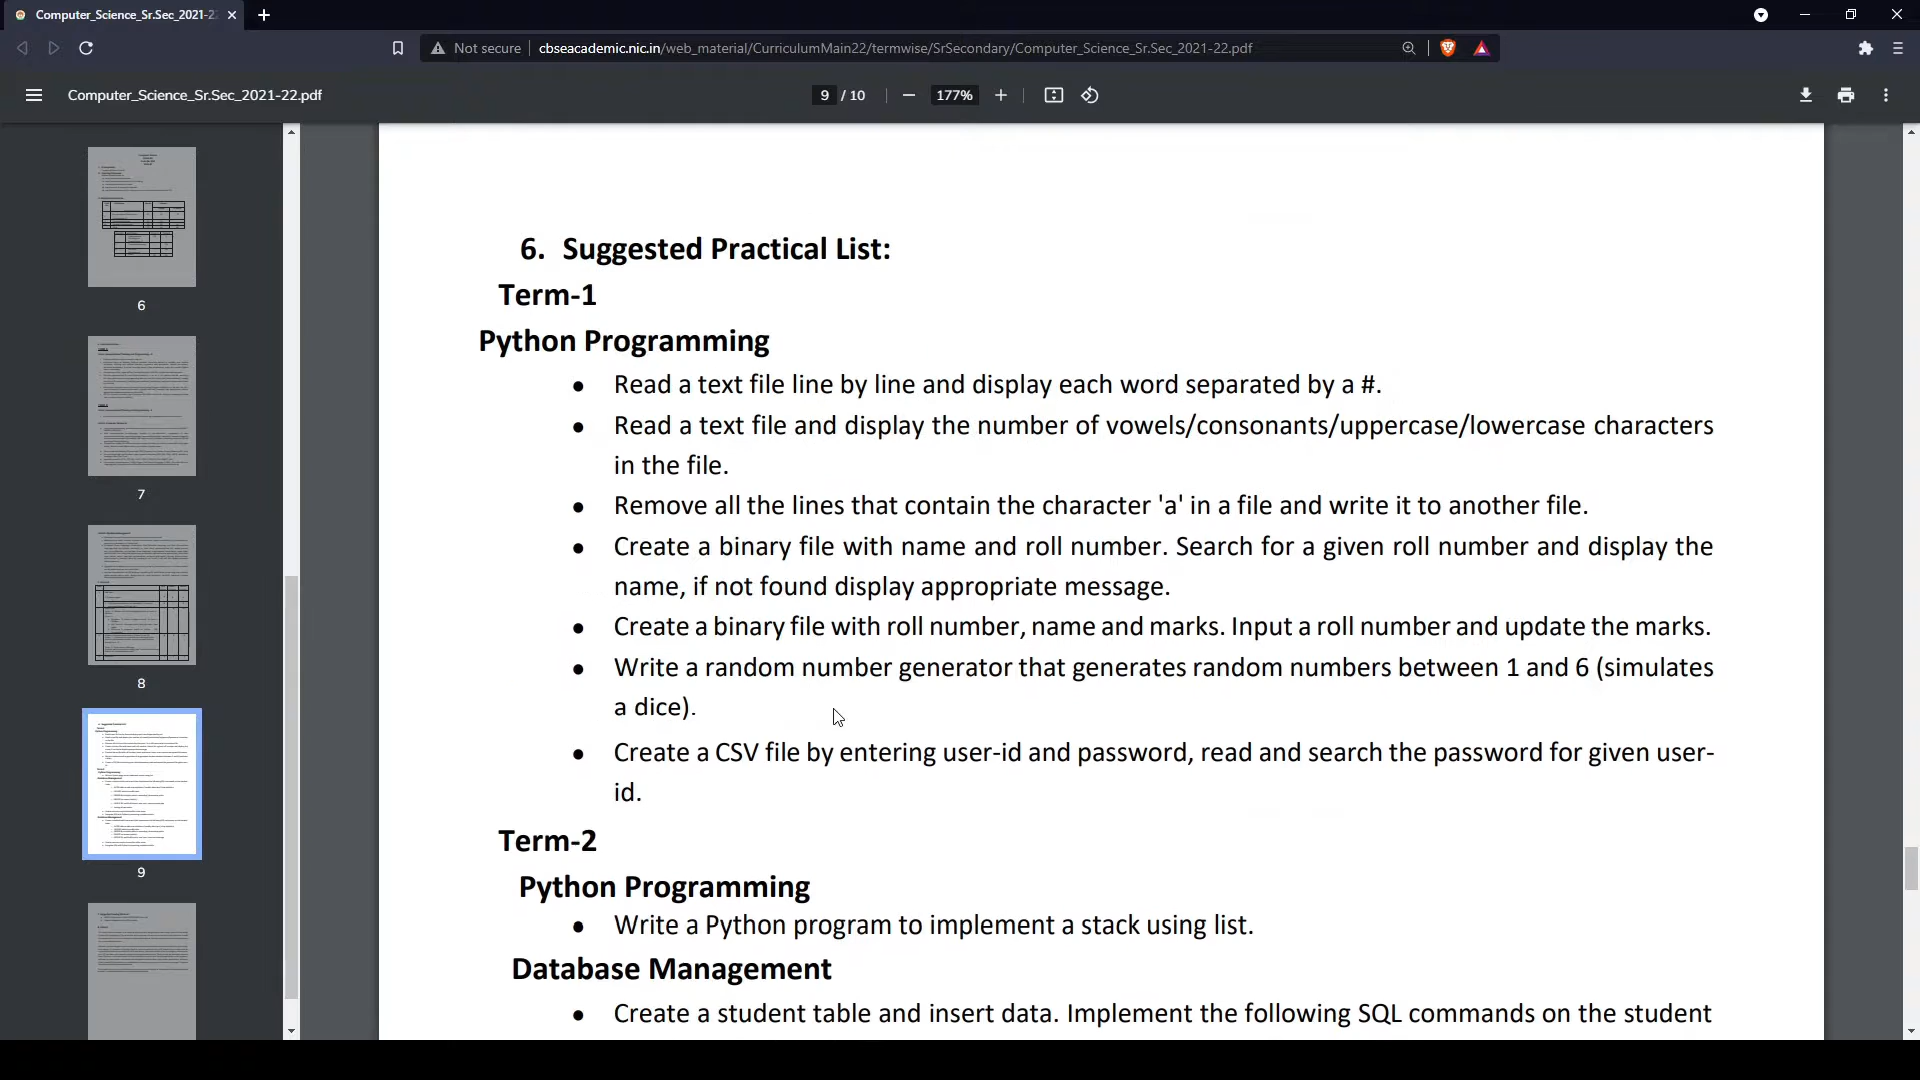 Computer_Science_Sr.Sec_2021-2
Not secure
cbseacademic.nic.in/web_material/CurriculumMain22/termwise/SrSecondary/Computer_Science_Sr.Sec_2021-22.pdf
Computer_Science_Sr.Sec_2021-22.pdf
9 / 10
177%
6
7
8
9
6. Suggested Practical List:
Term-1
Python Programming
● Read a text file line by line and display each word separated by a #.
● Read a text file and display the number of vowels/consonants/uppercase/lowercase characters
in the file.
● Remove all the lines that contain the character 'a' in a file and write it to another file.
● Create a binary file with name and roll number. Search for a given roll number and display the
name, if not found display appropriate message.
● Create a binary file with roll number, name and marks. Input a roll number and update the marks.
● Write a random number generator that generates random numbers between 1 and 6 (simulates
a dice).
● Create a CSV file by entering user-id and password, read and search the password for given user-
id.
Term-2
Python Programming
● Write a Python program to implement a stack using list.
Database Management
● Create a student table and insert data. Implement the following SQL commands on the student